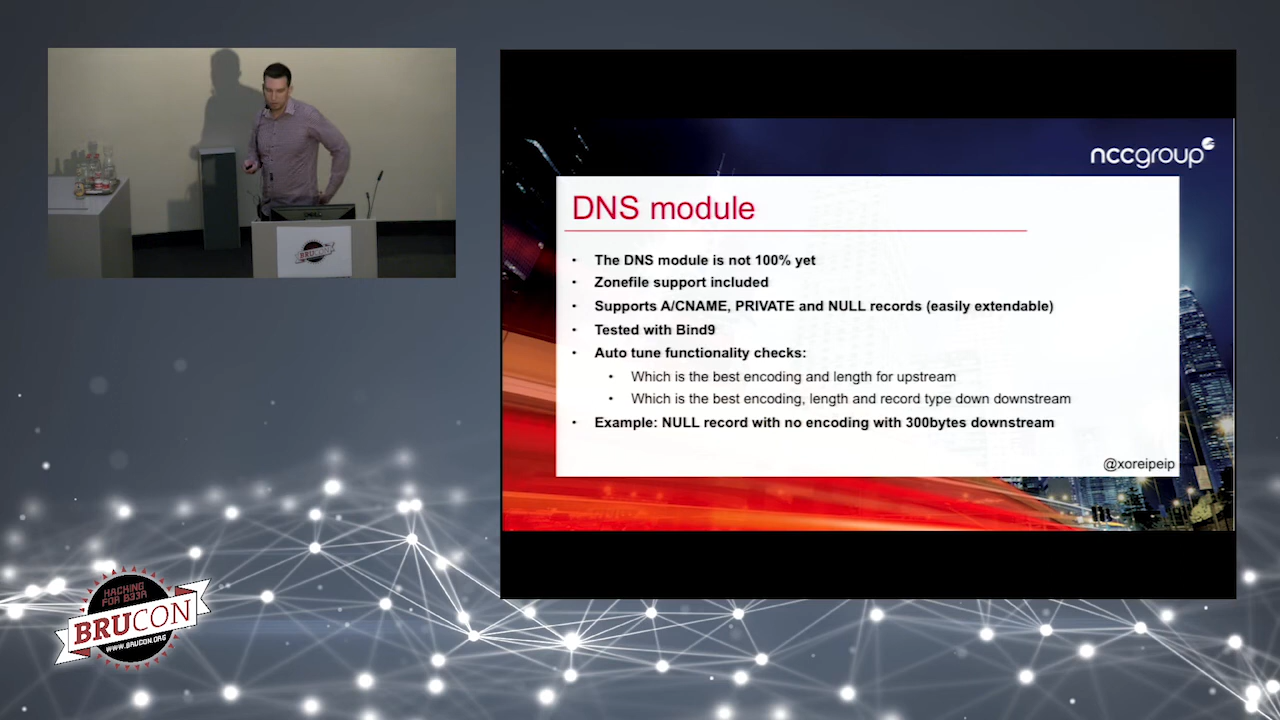 nccgroup
DNS module
• The DNS module is not 100% yet
• Zonefile support included
• Supports A/CNAME, PRIVATE and NULL records (easily extendable)
• Tested with Bind9
• Auto tune functionality checks:
• Which is the best encoding and length for upstream
• Which is the best encoding, length and record type down downstream
• Example: NULL record with no encoding with 300bytes downstream
@xoreipeip
BRUCON
HACKING
FOR B33R
BRUCON
WWW.BRUCON.ORG